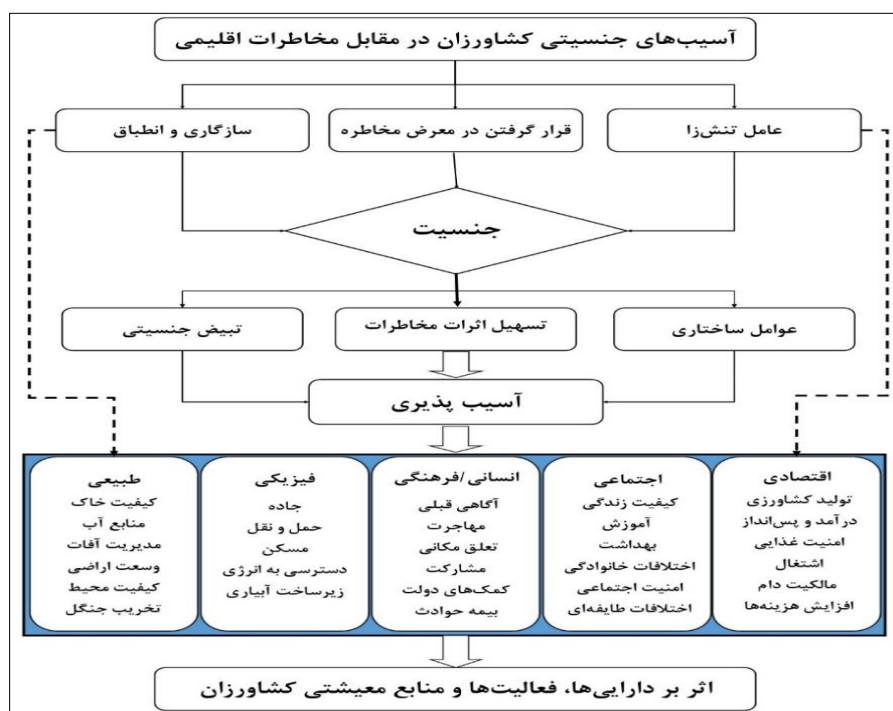 آسیب‌های جنسیتی کشاورزان در مقابل مخاطرات اقلیمی
عامل تنش‌زا
قرار گرفتن در معرض مخاطره
سازگاری و انطباق
جنسیت
عوامل ساختاری
تسهیل اثرات مخاطرات
تبیض جنسیتی
آسیب پذیری
اقتصادی
تولید کشاورزی
درآمد و پس‌انداز
امنیت غذایی
اشتغال
مالکیت دام
افزایش هزینه‌ها
اجتماعی
کیفیت زندگی
آموزش
بهداشت
اختلافات خانوادگی
امنیت اجتماعی
اختلافات طایفه‌ای
انسانی/فرهنگی
آگاهی قبلی
مهاجرت
تعلق مکانی
مشارکت
کمک‌های دولت
بیمه حوادث
فیزیکی
جاده
حمل و نقل
مسکن
دسترسی به انرژی
زیرساخت آبیاری
طبیعی
کیفیت خاک
منابع آب
مدیریت آفات
وسعت اراضی
کیفیت محیط
تخریب جنگل
اثر بر دارایی‌ها، فعالیت‌ها و منابع معیشتی کشاورزان